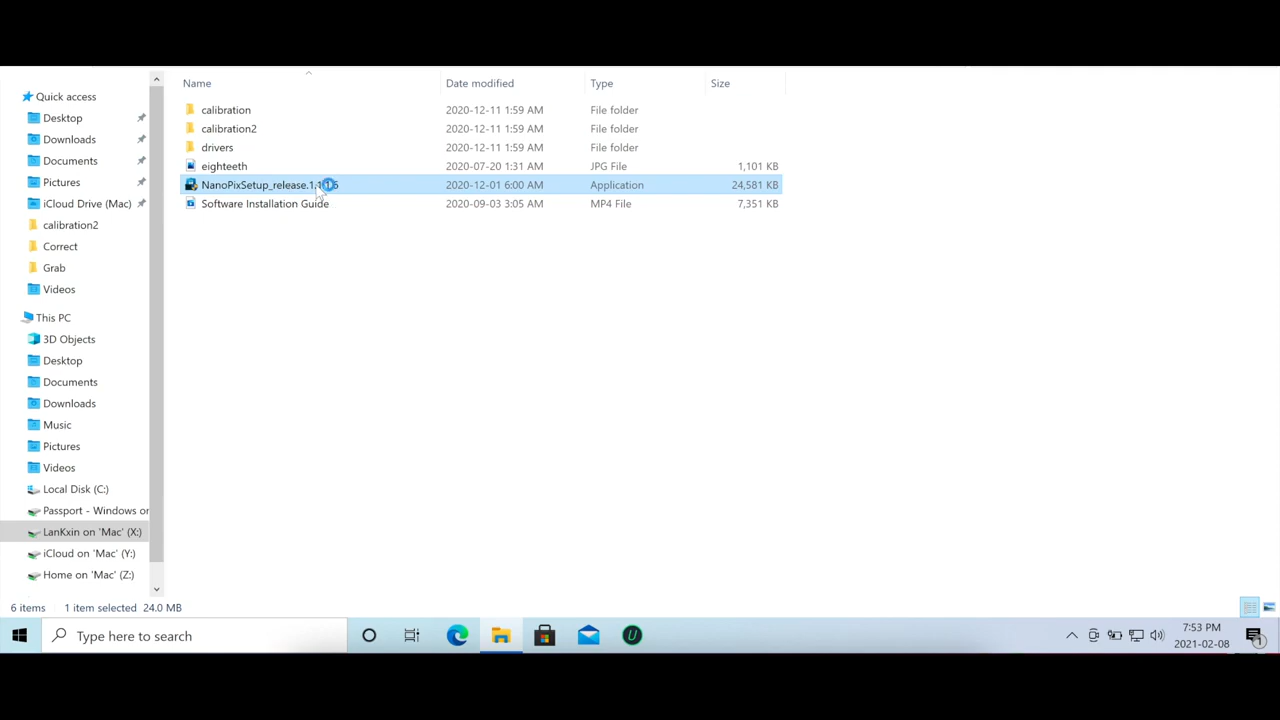 Name Date modified Type Size
Quick access
Desktop
Downloads
Documents
Pictures
iCloud Drive (Mac)
calibration2
Correct
Grab
Videos
This PC
3D Objects
Desktop
Documents
Downloads
Music
Pictures
Videos
Local Disk (C:)
Passport - Windows or
LanKxin on 'Mac' (X:)
iCloud on 'Mac' (Y:)
Home on 'Mac' (Z:)
calibration 2020-12-11 1:59 AM File folder
calibration2 2020-12-11 1:59 AM File folder
drivers 2020-12-11 1:59 AM File folder
eighteeth 2020-07-20 1:31 AM JPG File 1,101 KB
2020-12-01 6:00 AM Application 24,581 KB
Software Installation Guide 2020-09-03 3:05 AM MP4 File 7,351 KB
6 items 1 item selected 24.0 MB
Type here to search
7:53 PM
2021-02-08
1